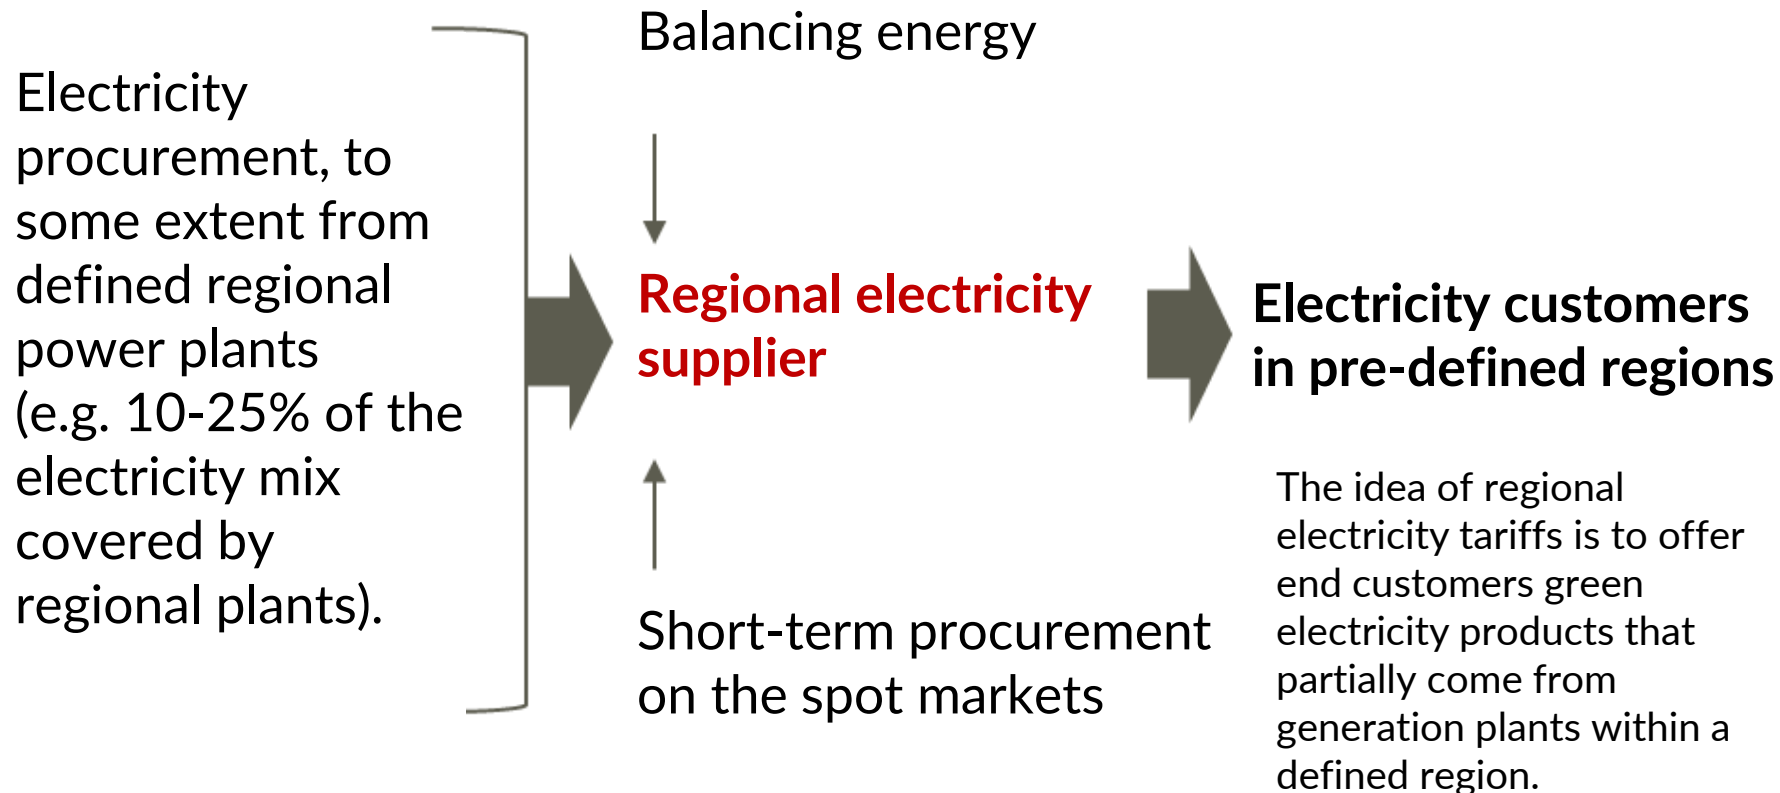 Electricity
procurement, to
some extent from
defined regional
power plants
(e.g. 10-25% of the
electricity mix
covered by
regional plants).
Balancing energy
Regional electricity
supplier
Short-term procurement
on the spot markets
Electricity customers
in pre-defined regions
The idea of regional
electricity tariffs is to offer
end customers green
electricity products that
partially come from
generation plants within a
defined region.